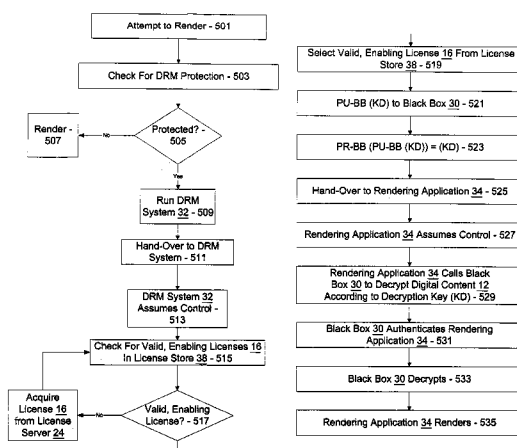 Attempt to Render - 501
Check For DRM Protection - 503
Render -
507
No
Protected? -
505
Yes
Run DRM
System 32 - 509
Hand-Over to DRM
System - 511
DRM System 32
Assumes Control -
513
Check For Valid, Enabling Licenses 16
In License Store 38 - 515
Acquire
License 16
from License
Server 24
No
Valid, Enabling
License? - 517
Select Valid, Enabling License 16 From License
Store 38 - 519
PU-BB (KD) to Black Box 30 - 521
PR-BB (PU-BB (KD)) = (KD) - 523
Hand-Over to Rendering Application 34 - 525
Rendering Application 34 Assumes Control - 527
Rendering Application 34 Calls Black
Box 30 to Decrypt Digital Content 12
According to Decryption Key (KD) -
529
Black Box 30 Authenticates Rendering
Application 34 - 531
Black Box 30 Decrypts - 533
Rendering Application 34 Renders - 535